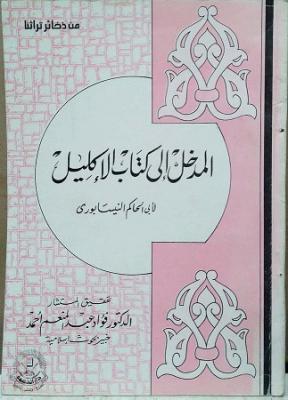 من ذخائر تراثنا
المدخل إلى كتاب الإكليل
لأبي الحاكم النيسابوري
تحقيق المستشار
الدكتور فؤاد عبد المنعم أحمد
خبير بحوث إسلامية